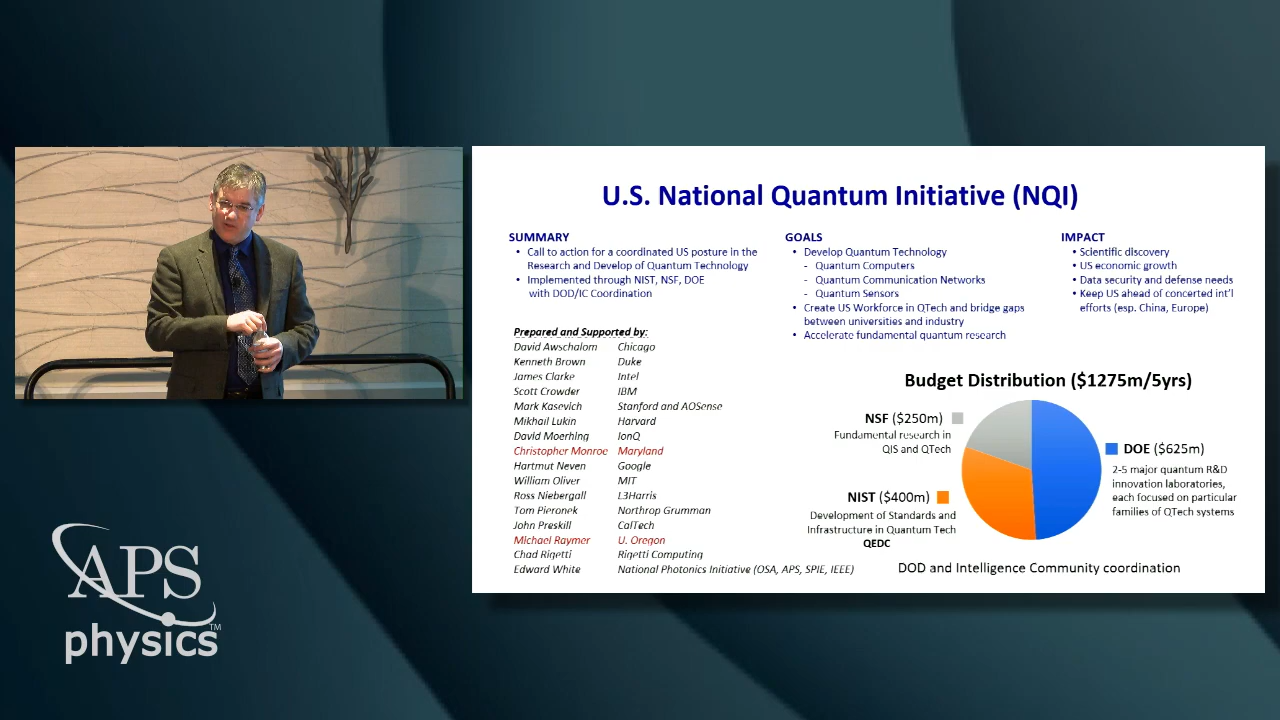 U.S. National Quantum Initiative (NQI)
SUMMARY
• Call to action for a coordinated US posture in the
Research and Develop of Quantum Technology
• Implemented through NIST, NSF, DOE
with DOD/IC Coordination
GOALS
• Develop Quantum Technology
- Quantum Computers
- Quantum Communication Networks
- Quantum Sensors
• Create US Workforce in QTech and bridge gaps
between universities and industry
• Accelerate fundamental quantum research
IMPACT
• Scientific discovery
• US economic growth
• Data security and defense needs
• Keep US ahead of concerted int'l
efforts (esp. China, Europe)
Prepared and Supported by:
David Awschalom Chicago
Kenneth Brown Duke
James Clarke Intel
Scott Crowder IBM
Mark Kasevich Stanford and AOSense
Mikhail Lukin Harvard
David Moerhing IonQ
Christopher Monroe Maryland
Hartmut Neven Google
William Oliver MIT
Ross Niebergall L3Harris
Tom Pieronek Northrop Grumman
John Preskill CalTech
Michael Raymer U. Oregon
Chad Rigetti Rigetti Computing
Edward White National Photonics Initiative (OSA, APS, SPIE, IEEE)
Budget Distribution ($1275m/5yrs)
NSF ($250m)
Fundamental research in
QIS and QTech
NIST ($400m)
Development of Standards and
Infrastructure in Quantum Tech
QEDC
DOE ($625m)
2-5 major quantum R&D
innovation laboratories,
each focused on particular
families of QTech systems
DOD and Intelligence Community coordination
APS
physics™